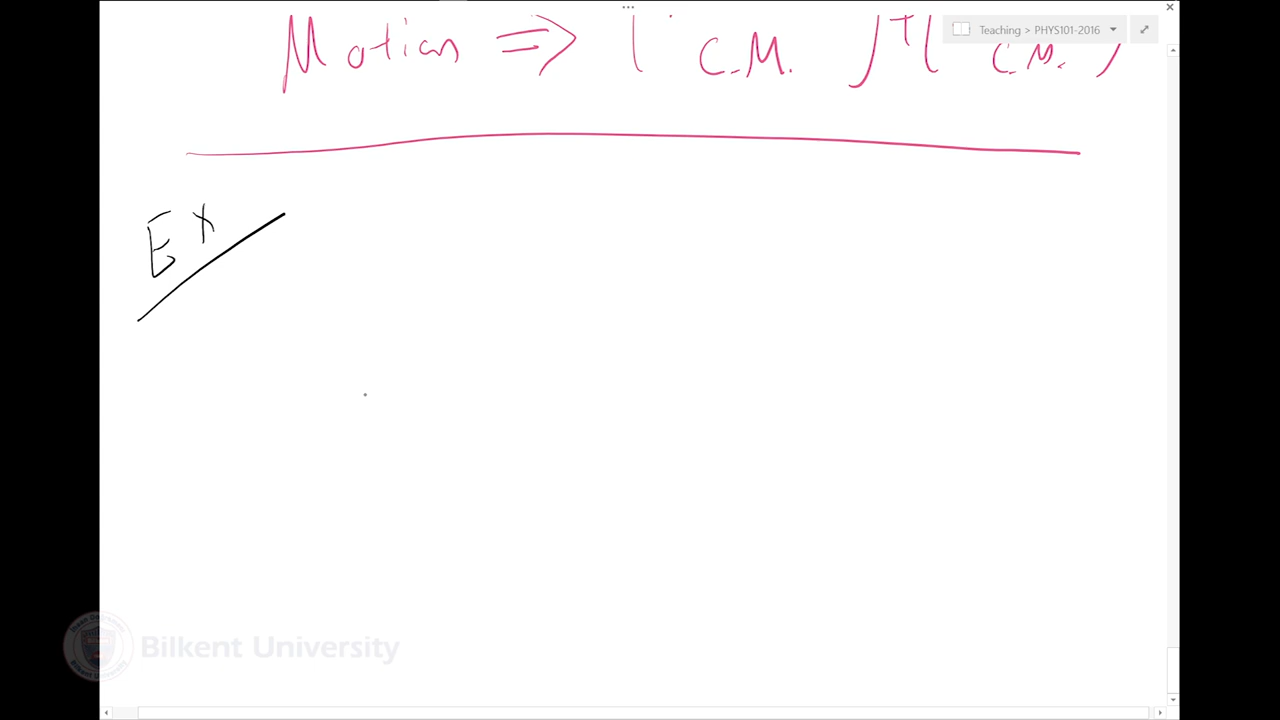 Teaching > PHYS101-2016
Motion ⇒ ( C.M. ) + ( C.M. )
Ex
Bilkent University